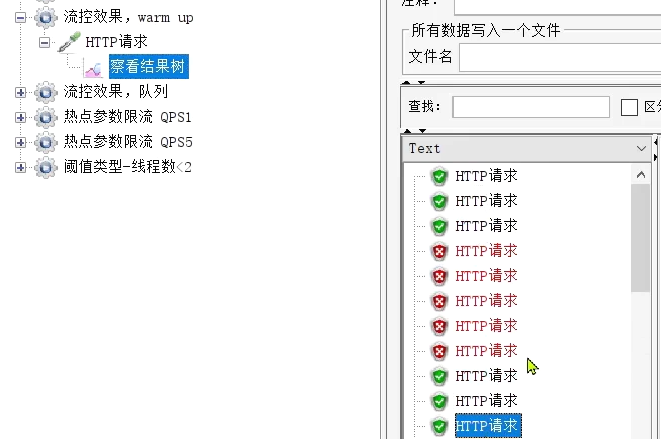 流控效果，warm up
HTTP请求
察看结果树
流控效果，队列
热点参数限流 QPS1
热点参数限流 QPS5
阈值类型-线程数<2
注释：
所有数据写入一个文件
文件名
查找：
区分
Text
HTTP请求
HTTP请求
HTTP请求
HTTP请求
HTTP请求
HTTP请求
HTTP请求
HTTP请求
HTTP请求
HTTP请求
HTTP请求